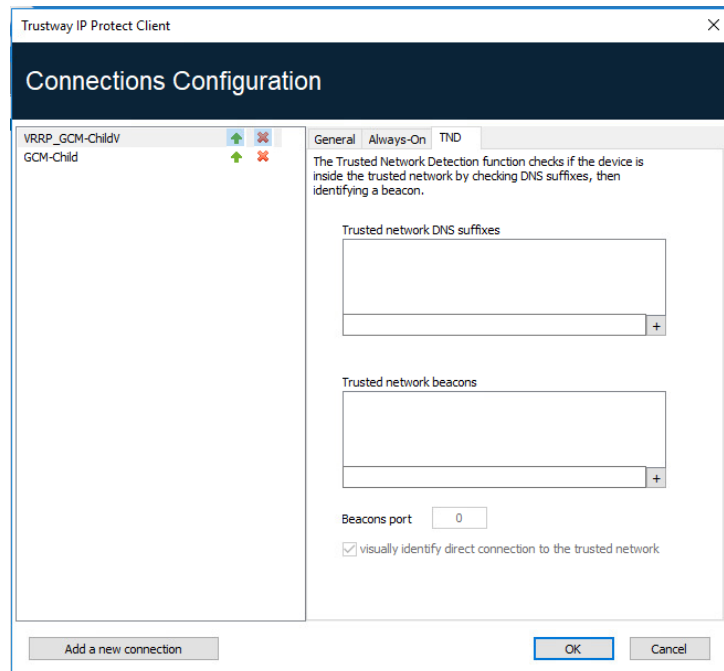 Trustway IP Protect Client
Connections Configuration
VRRP_GCM-ChildV
GCM-Child
General Always-On TND
The Trusted Network Detection function checks if the device is
inside the trusted network by checking DNS suffixes, then
identifying a beacon.
Trusted network DNS suffixes
+
Trusted network beacons
+
Beacons port 0
visually identify direct connection to the trusted network
Add a new connection OK Cancel